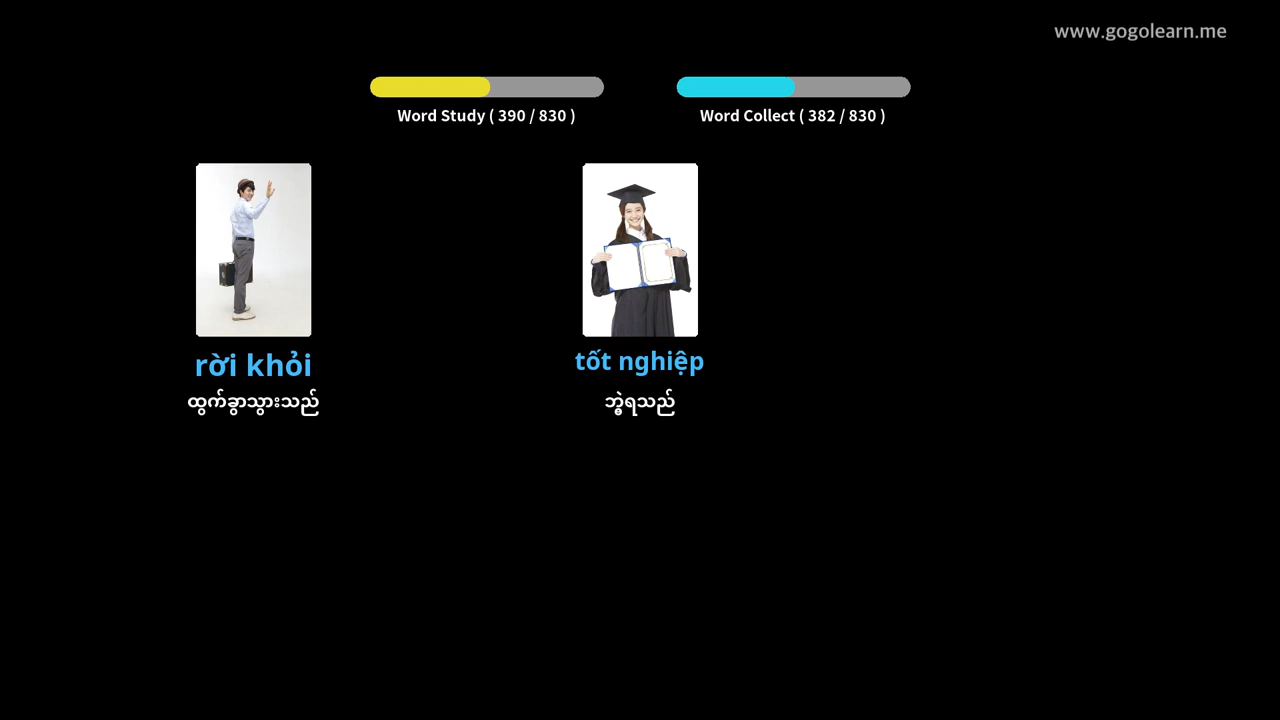 www.gogolearn.me
Word Study ( 390 / 830 )
Word Collect ( 382 / 830 )
rời khỏi
tốt nghiệp
ထွက်ခွာသွားသည်
ဘွဲ့ရသည်